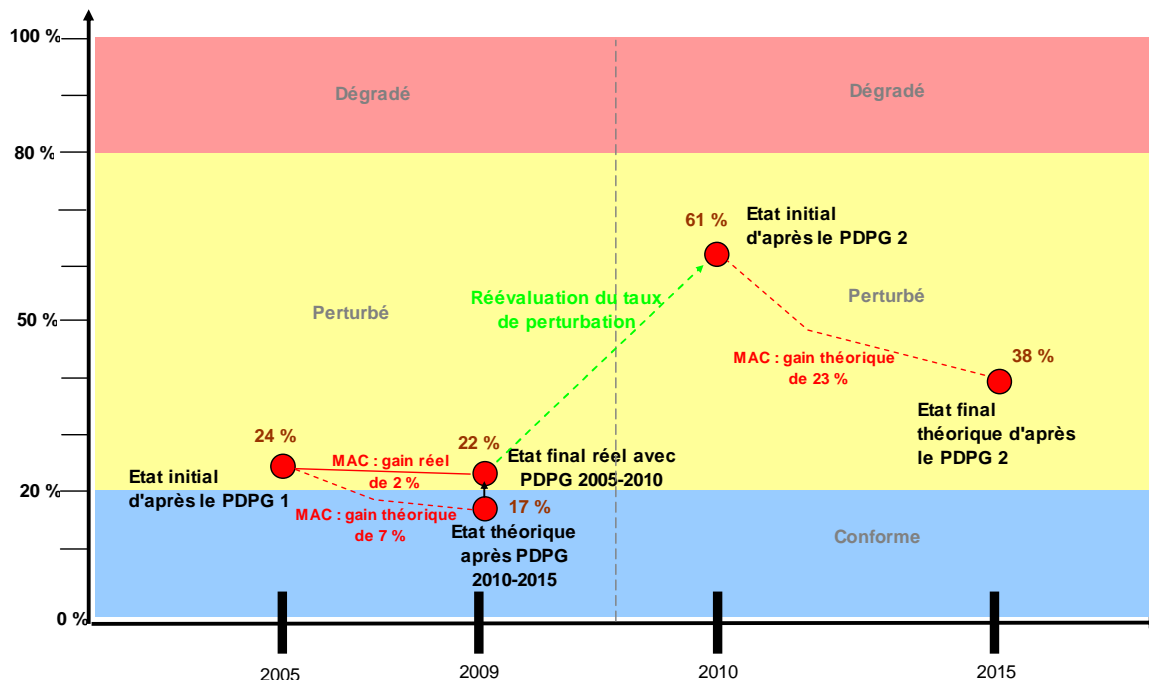 100 %
Dégradé
Dégradé
80 %
61 %
Etat initial
d'après le PDPG 2
Réévaluation du taux
de perturbation
Perturbé
Perturbé
50 %
MAC : gain théorique
de 23 %
38 %
Etat final
théorique d'après
le PDPG 2
24 %
22 %
Etat initial
d'après le PDPG 1
MAC : gain réel
de 2 %
Etat final réel avec
PDPG 2005-2010
20 %
MAC : gain théorique
de 7 %
17 %
Etat théorique
après PDPG
2010-2015
Conforme
0 %
2005
2009
2010
2015